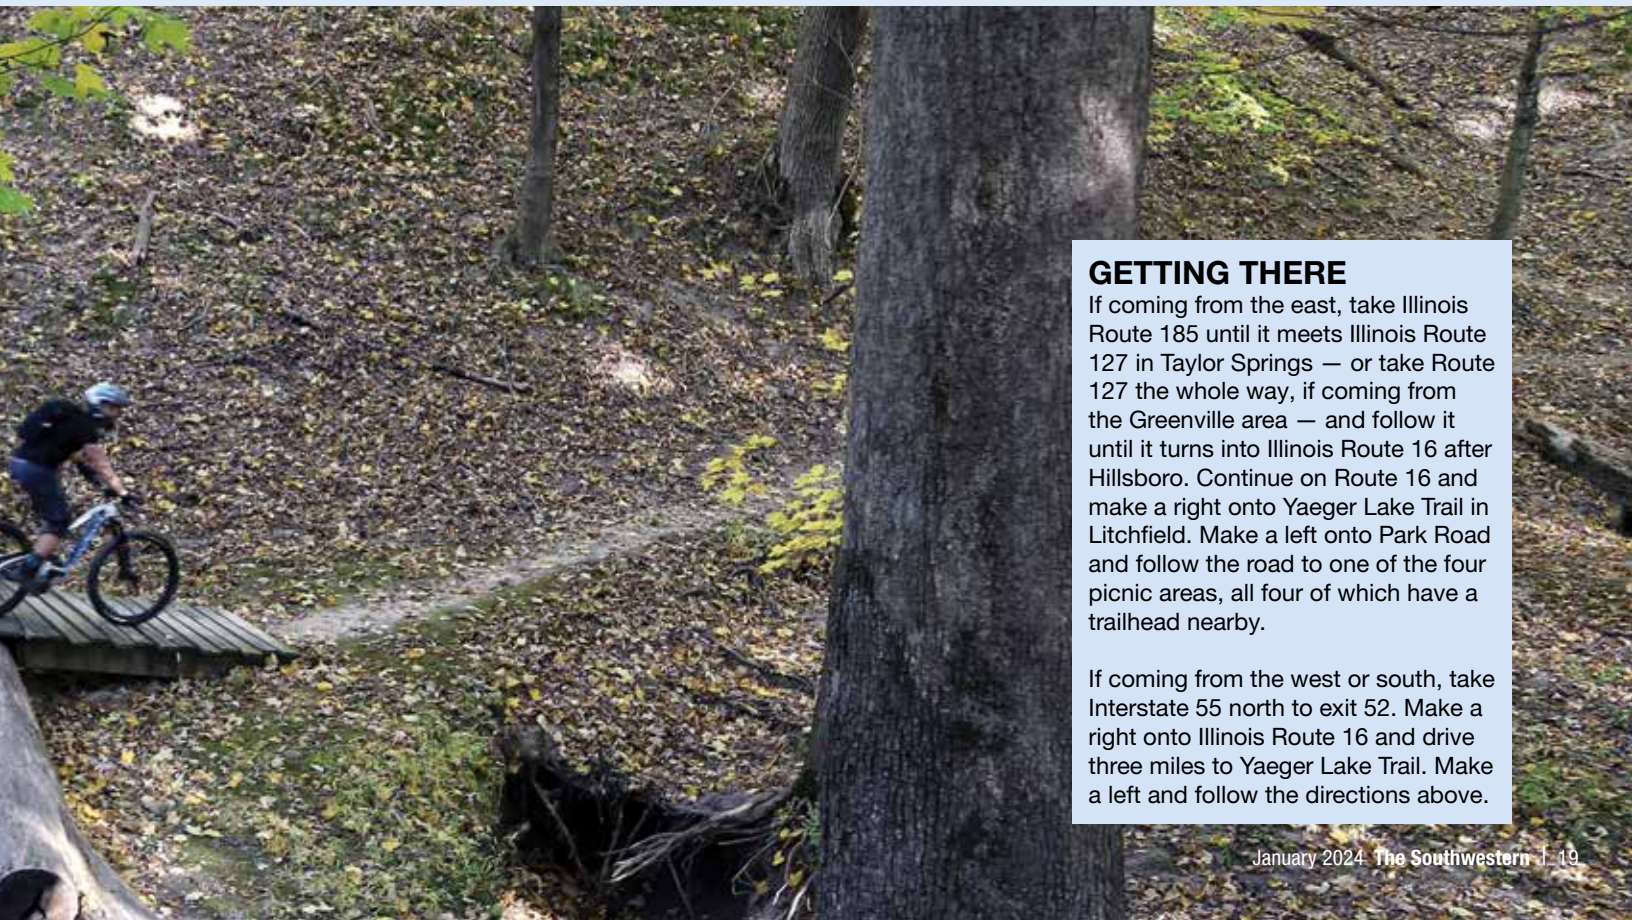 GETTING THERE
If coming from the east, take Illinois
Route 185 until it meets Illinois Route
127 in Taylor Springs — or take Route
127 the whole way, if coming from
the Greenville area — and follow it
until it turns into Illinois Route 16 after
Hillsboro. Continue on Route 16 and
make a right onto Yaeger Lake Trail in
Litchfield. Make a left onto Park Road
and follow the road to one of the four
picnic areas, all four of which have a
trailhead nearby.
If coming from the west or south, take
Interstate 55 north to exit 52. Make a
right onto Illinois Route 16 and drive
three miles to Yaeger Lake Trail. Make
a left and follow the directions above.
January 2024 The Southwestern | 19